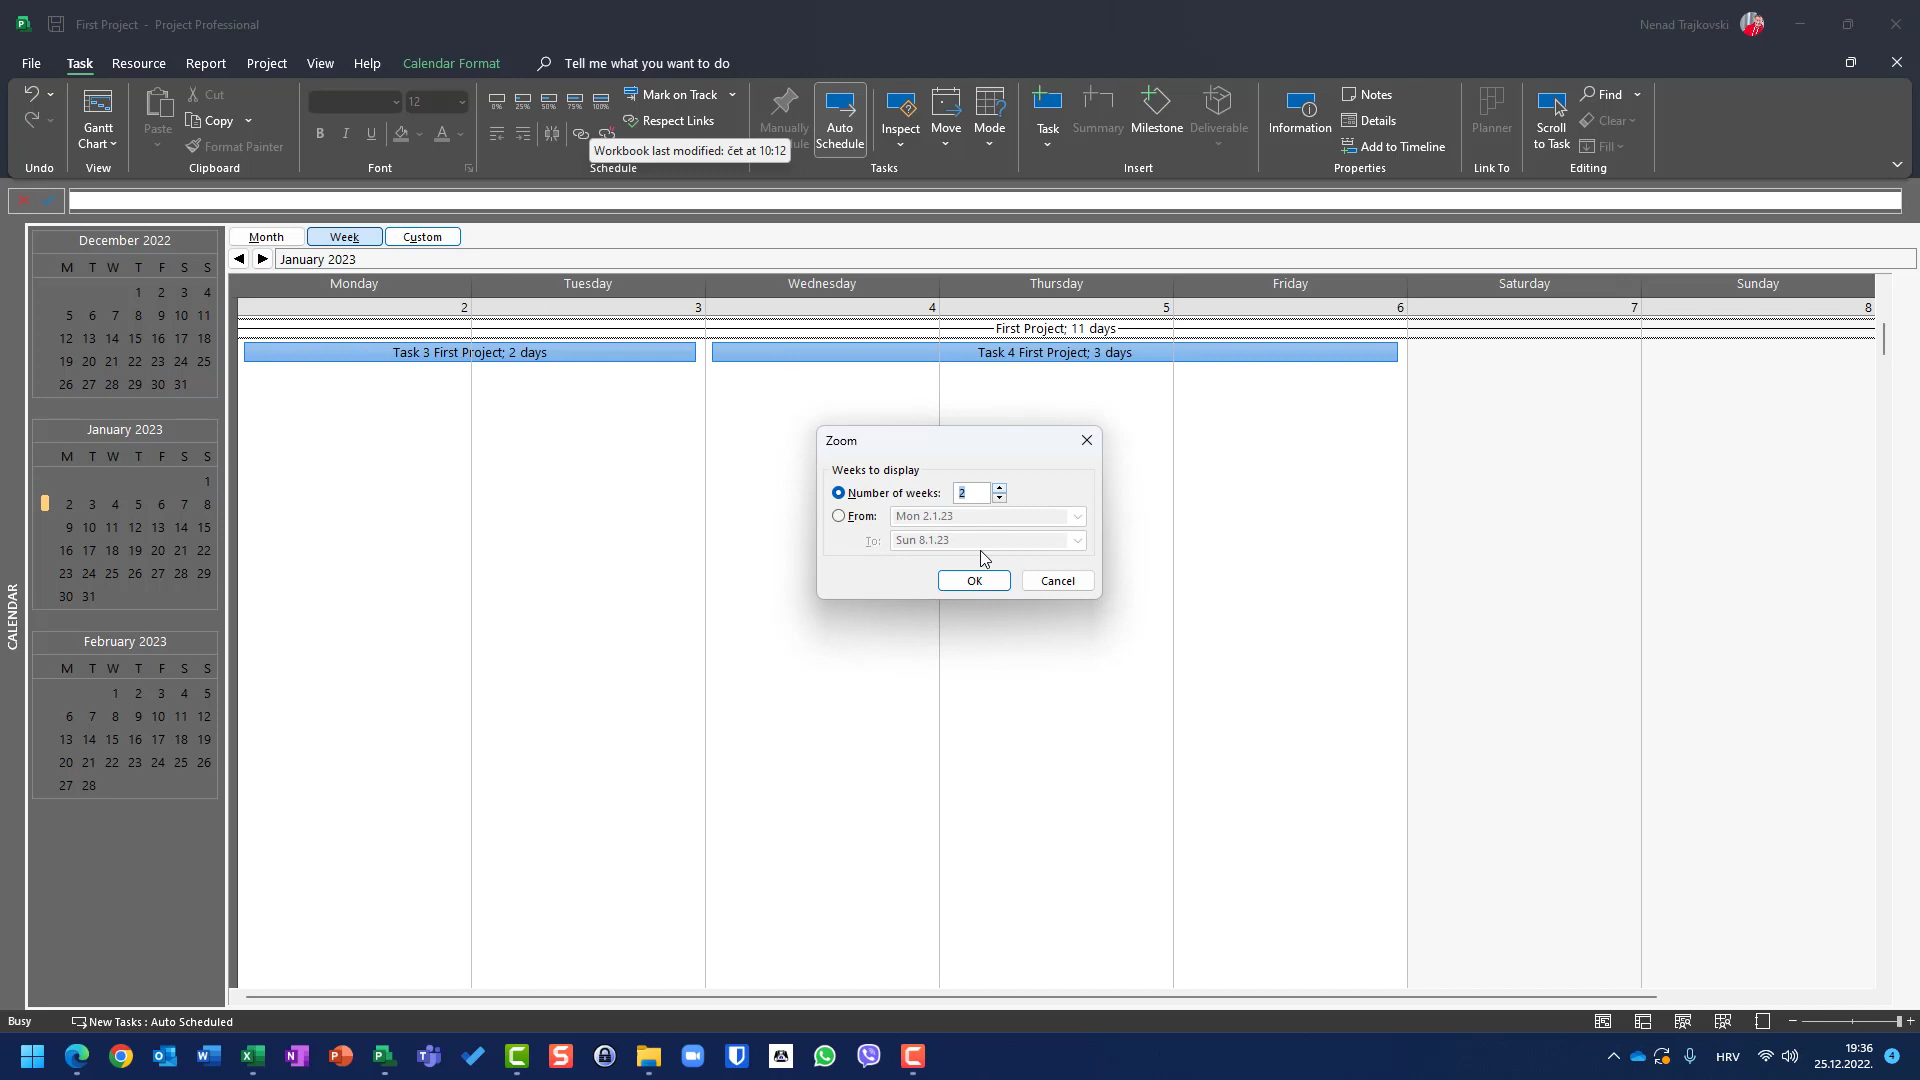 First Project - Project Professional
Nenad Trajkovski
File Task Resource Report Project View Help Calendar Format Tell me what you want to do
Undo
Gantt Chart
View
Paste
Cut
Copy
Format Painter
Clipboard
12
B I U A
Font
0% 25% 50% 75% 100%
Mark on Track
Respect Links
Workbook last modified: čet at 10:12
Schedule
Manually
Auto Schedule
Inspect
Move
Mode
Tasks
Task
Summary
Milestone
Deliverable
Insert
Information
Notes
Details
Add to Timeline
Properties
Planner
Link To
Scroll to Task
Find
Clear
Fill
Editing
CALENDAR
December 2022
M T W T F S S
1 2 3 4
5 6 7 8 9 10 11
12 13 14 15 16 17 18
19 20 21 22 23 24 25
26 27 28 29 30 31
January 2023
M T W T F S S
1
2 3 4 5 6 7 8
9 10 11 12 13 14 15
16 17 18 19 20 21 22
23 24 25 26 27 28 29
30 31
February 2023
M T W T F S S
1 2 3 4 5
6 7 8 9 10 11 12
13 14 15 16 17 18 19
20 21 22 23 24 25 26
27 28
Month Week Custom
January 2023
Monday Tuesday Wednesday Thursday Friday Saturday Sunday
2 3 4 5 6 7 8
First Project; 11 days
Task 3 First Project; 2 days Task 4 First Project; 3 days
Zoom
Weeks to display
Number of weeks: 2
From: Mon 2.1.23
To: Sun 8.1.23
OK Cancel
Busy New Tasks : Auto Scheduled
HRV
19:36
25.12.2022.
4